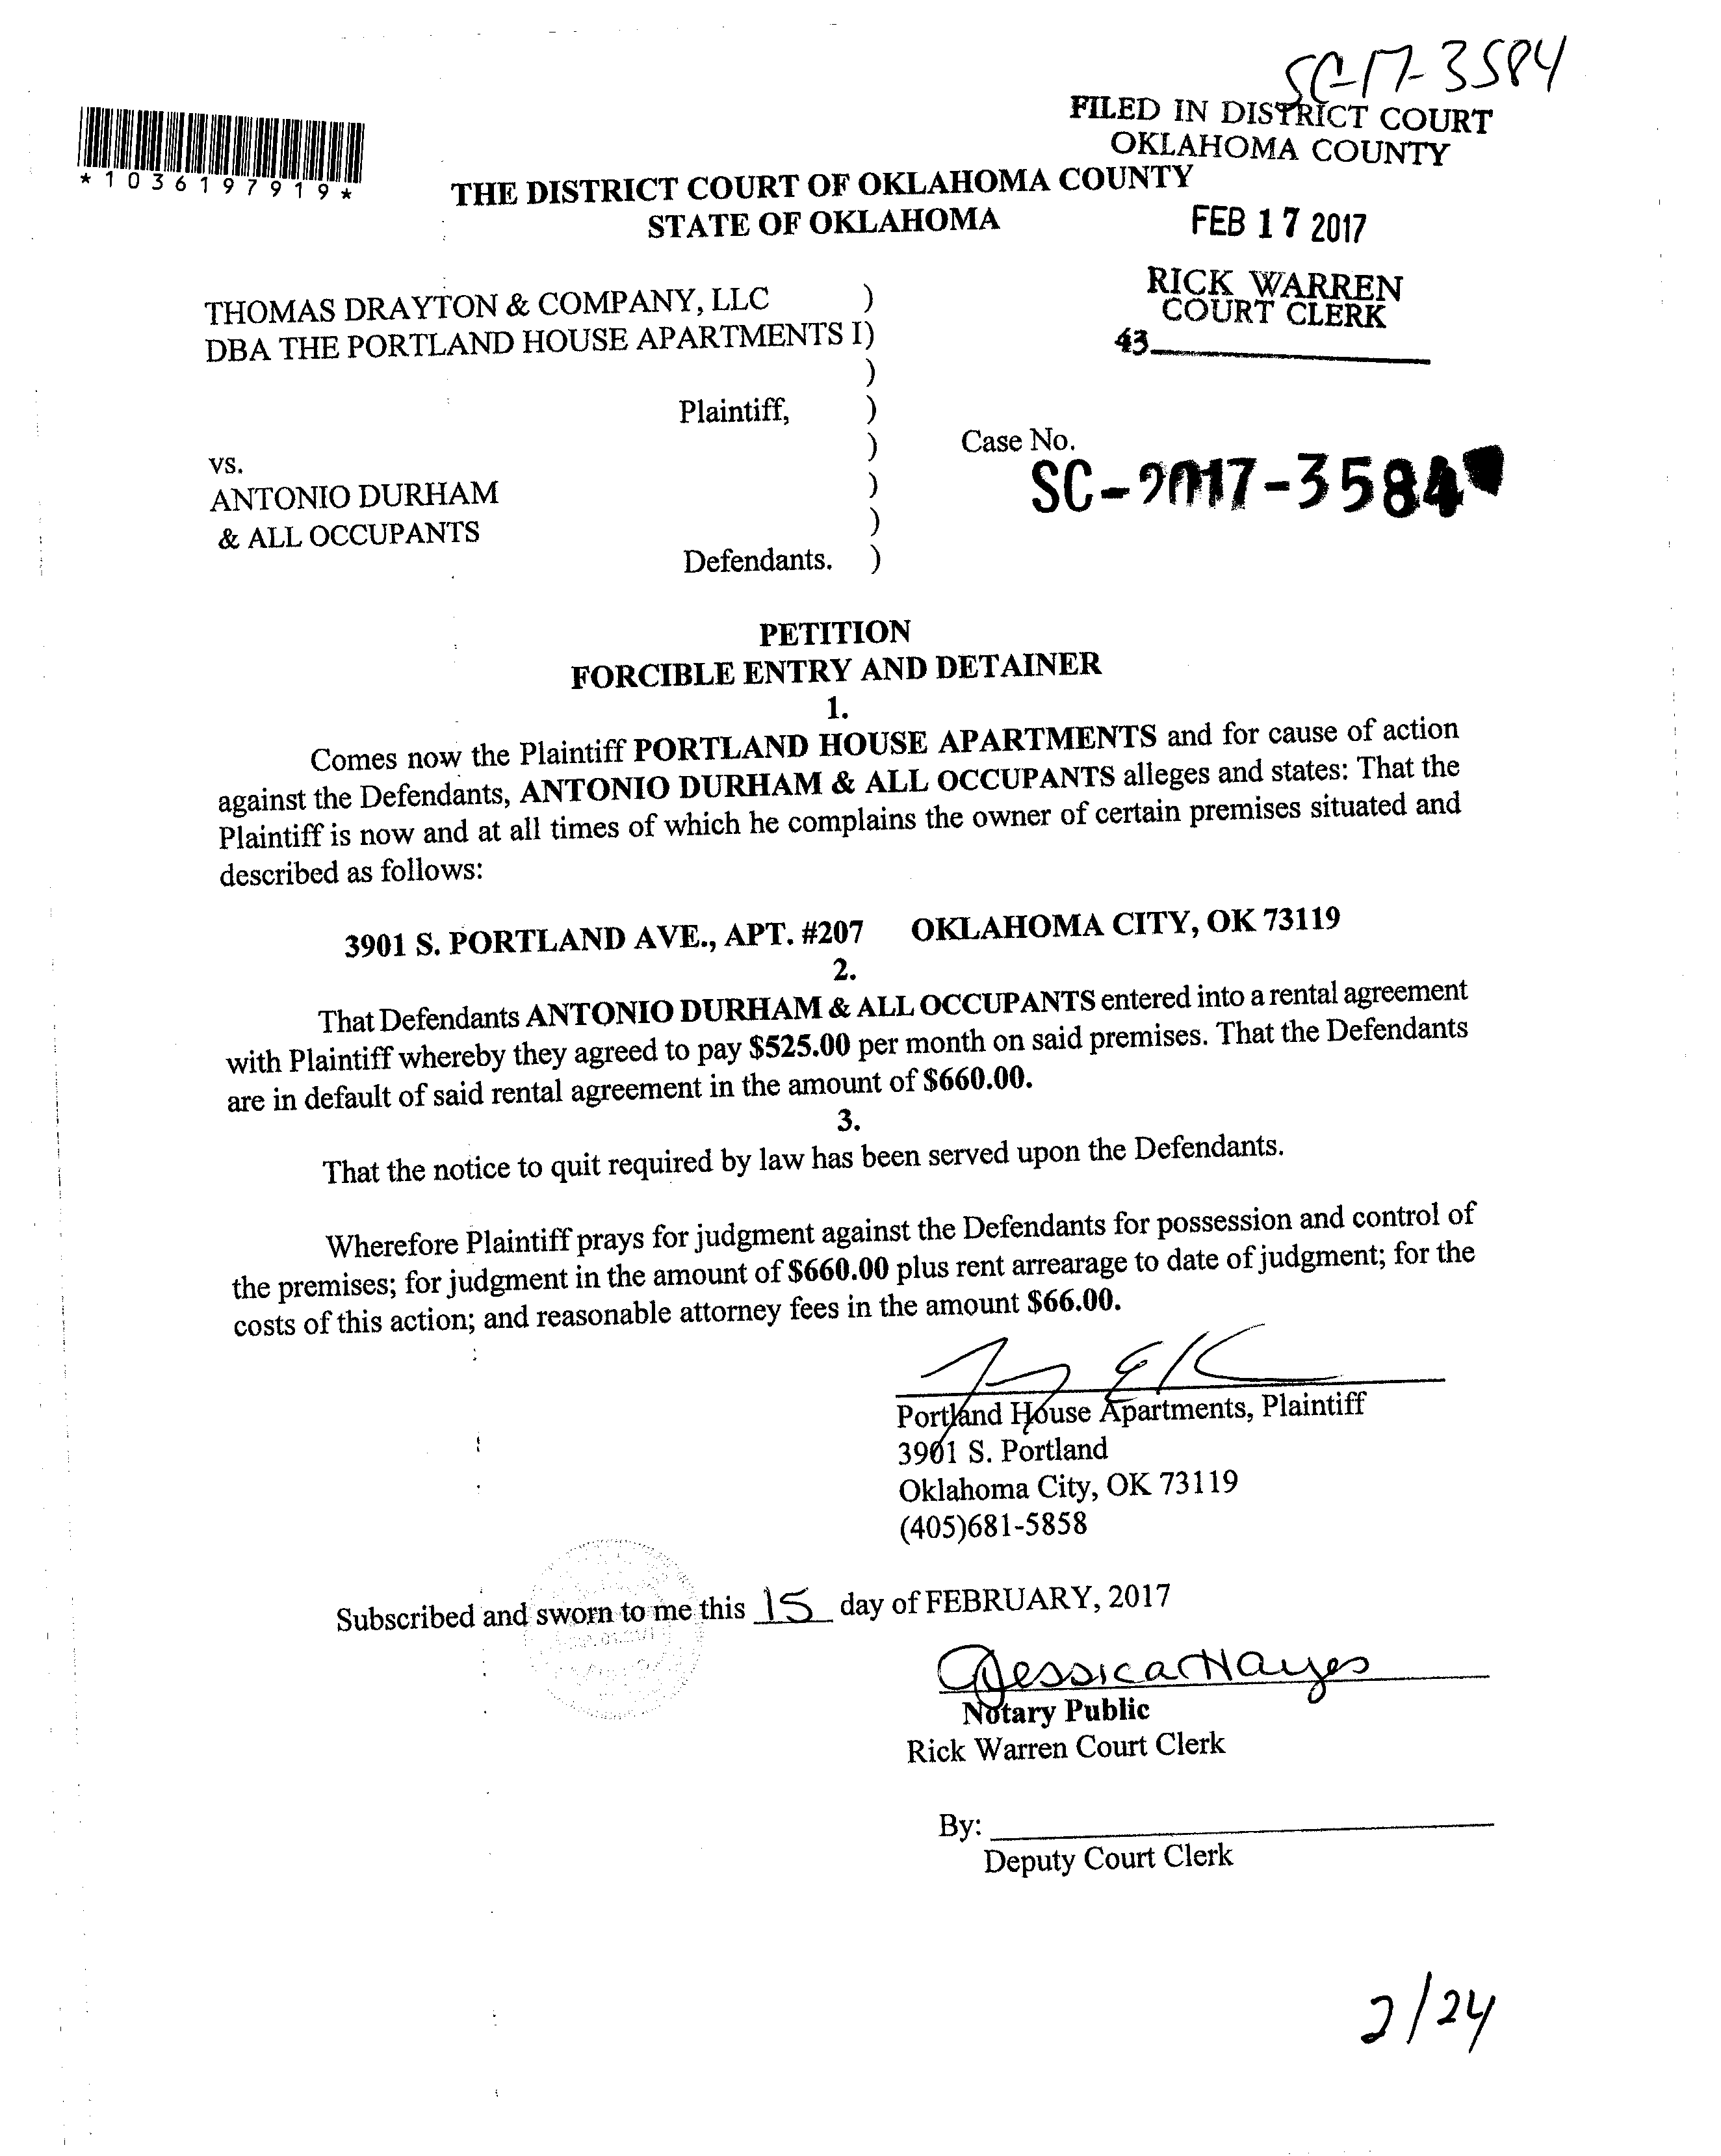 SC-17-3584
FILED IN DISTRICT COURT
OKLAHOMA COUNTY
*1036197919*
THE DISTRICT COURT OF OKLAHOMA COUNTY
STATE OF OKLAHOMA
FEB 17 2017
RICK WARREN
COURT CLERK
43
THOMAS DRAYTON & COMPANY, LLC )
DBA THE PORTLAND HOUSE APARTMENTS I)
)
Plaintiff, )
)
vs.
Case No.
SC-2017-3584
ANTONIO DURHAM )
& ALL OCCUPANTS )
Defendants. )
PETITION
FORCIBLE ENTRY AND DETAINER
1.
Comes now the Plaintiff PORTLAND HOUSE APARTMENTS and for cause of action
against the Defendants, ANTONIO DURHAM & ALL OCCUPANTS alleges and states: That the
Plaintiff is now and at all times of which he complains the owner of certain premises situated and
described as follows:
3901 S. PORTLAND AVE., APT. #207 OKLAHOMA CITY, OK 73119
2.
That Defendants ANTONIO DURHAM & ALL OCCUPANTS entered into a rental agreement
with Plaintiff whereby they agreed to pay $525.00 per month on said premises. That the Defendants
are in default of said rental agreement in the amount of $660.00.
3.
That the notice to quit required by law has been served upon the Defendants.
Wherefore Plaintiff prays for judgment against the Defendants for possession and control of
the premises; for judgment in the amount of $660.00 plus rent arrearage to date of judgment; for the
costs of this action; and reasonable attorney fees in the amount $66.00.
Portland House Apartments, Plaintiff
3901 S. Portland
Oklahoma City, OK 73119
(405)681-5858
Subscribed and sworn to me this 15 day of FEBRUARY, 2017
Jessica Hayes
Notary Public
Rick Warren Court Clerk
By:
Deputy Court Clerk
2/24